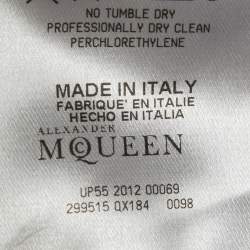 NO TUMBLE DRY
PROFESSIONALLY DRY CLEAN
PERCHLORETHYLENE
MADE IN ITALY
FABRIQUE' EN ITALIE
HECHO EN ITALIA
ALEXANDER
MCQUEEN
UP55 2012 00069
299515 QX184 0098